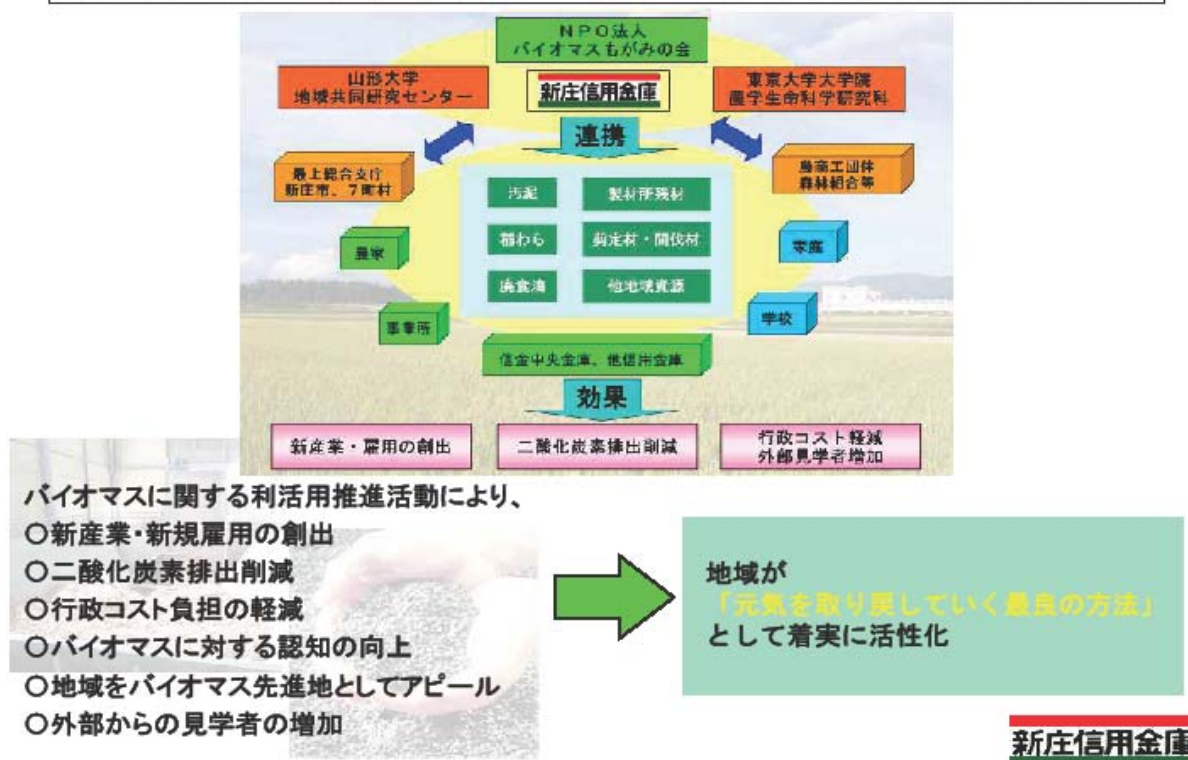 NPO法人
バイオマスもがみの会
山形大学
地域共同研究センター
新庄信用金庫
東京大学大学院
農学生命科学研究科
連携
最上総合支庁
新庄市、7町村
農商工団体
森林組合等
汚泥
製材所残材
稲わら
剪定材・間伐材
廃食油
他地域資源
農家
家庭
事業所
学校
信金中央金庫、他信用金庫
効果
新産業・雇用の創出
二酸化炭素排出削減
行政コスト軽減
外部見学者増加
バイオマスに関する利活用推進活動により、
〇新産業・新規雇用の創出
〇二酸化炭素排出削減
〇行政コスト負担の軽減
〇バイオマスに対する認知の向上
〇地域をバイオマス先進地としてアピール
〇外部からの見学者の増加
地域が
「元気を取り戻していく最良の方法」
として着実に活性化
新庄信用金庫